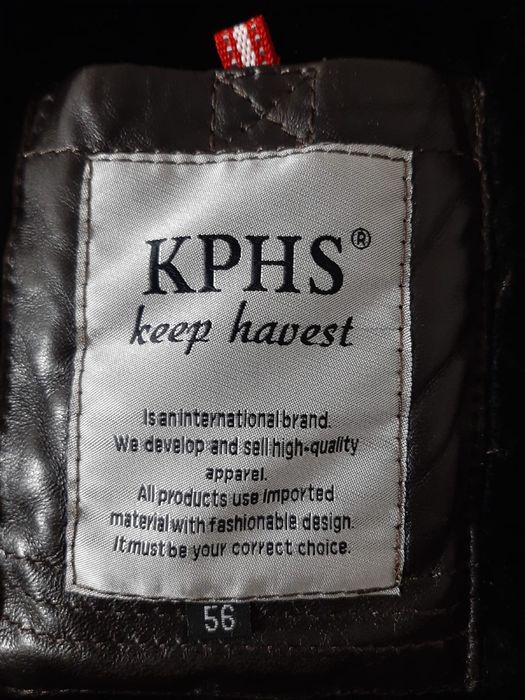 KPHS®
keep havest
Is an international brand.
We develop and sell high-quality
apparel.
All products use imported
material with fashionable design.
It must be your correct choice.
56